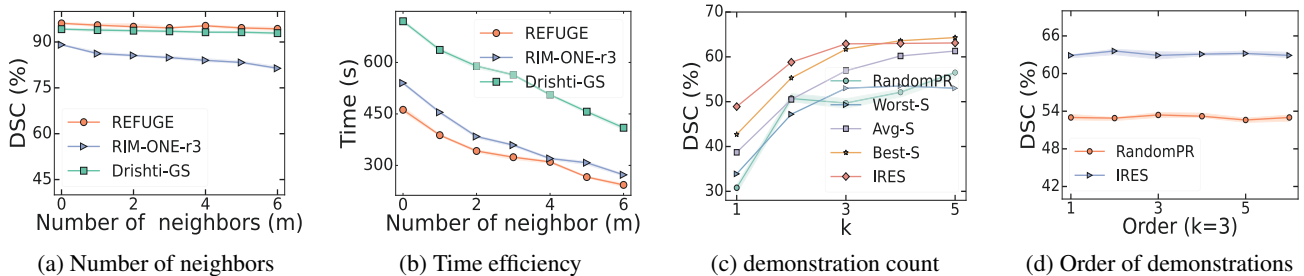 DSC (%)
90
75
60
45
REFUGE
RIM-ONE-r3
Drishti-GS
0 2 4 6
Number of neighbors (m)
(a) Number of neighbors
Time (s)
600
450
300
REFUGE
RIM-ONE-r3
Drishti-GS
0 2 4 6
Number of neighbor (m)
(b) Time efficiency
DSC (%)
70
60
50
40
30
RandomPR
Worst-S
Avg-S
Best-S
IRES
1 3 5
k
(c) demonstration count
DSC (%)
72
66
60
54
48
42
RandomPR
IRES
1 3 5
Order (k=3)
(d) Order of demonstrations